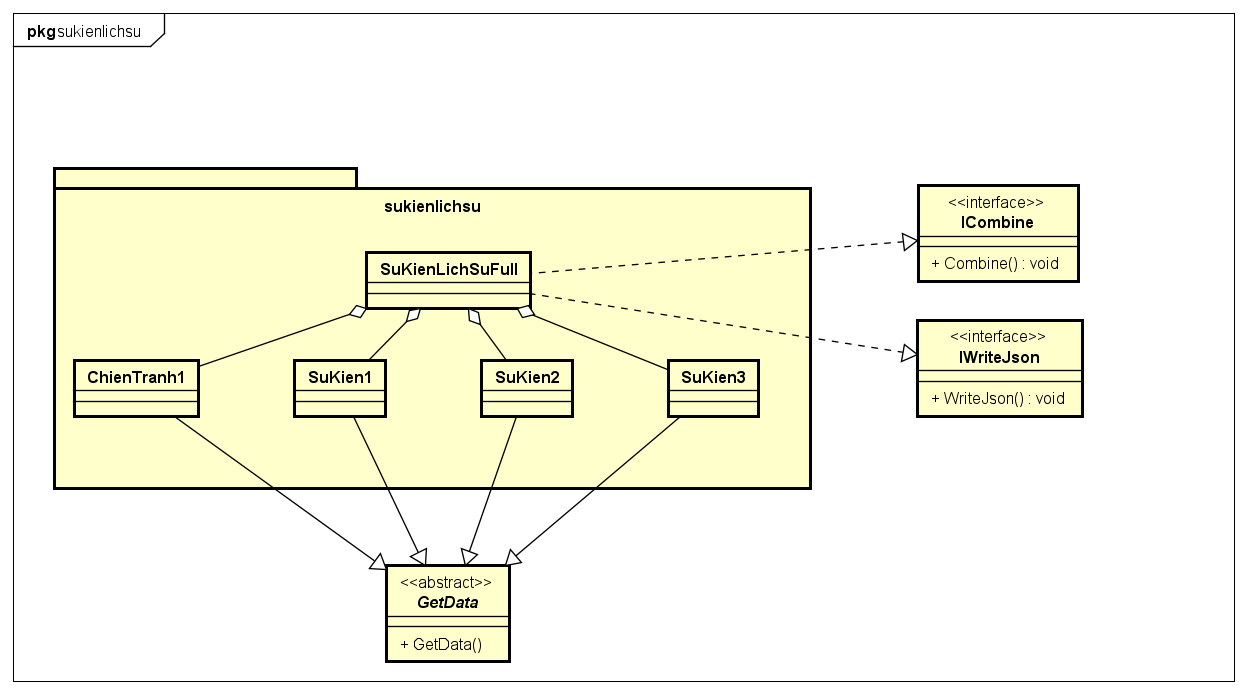 pkg sukienlichsu
sukienlichsu
<<interface>>
ICombine
+ Combine() : void
SuKienLichSuFull
<<interface>>
IWriteJson
+ WriteJson() : void
ChienTranh1
SuKien1
SuKien2
SuKien3
<<abstract>>
GetData
+ GetData()